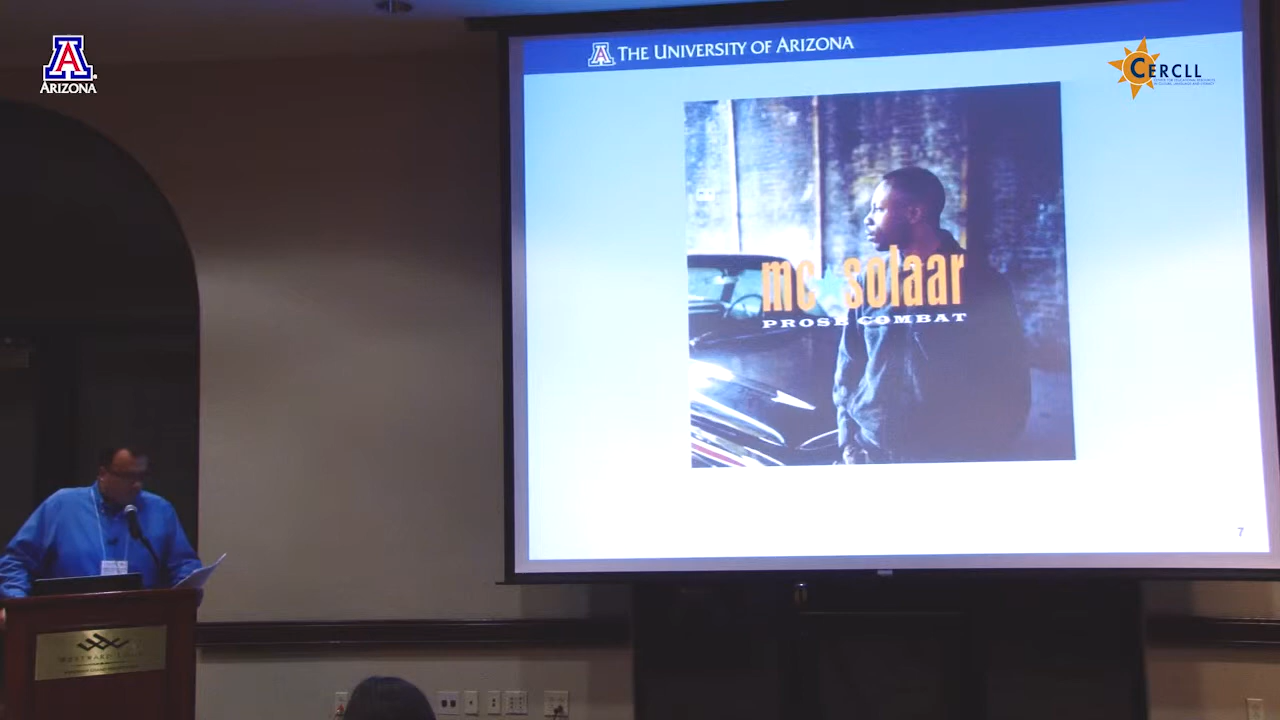 ARIZONA
THE UNIVERSITY OF ARIZONA
CERCLL
mc solaar
PROSE COMBAT
7